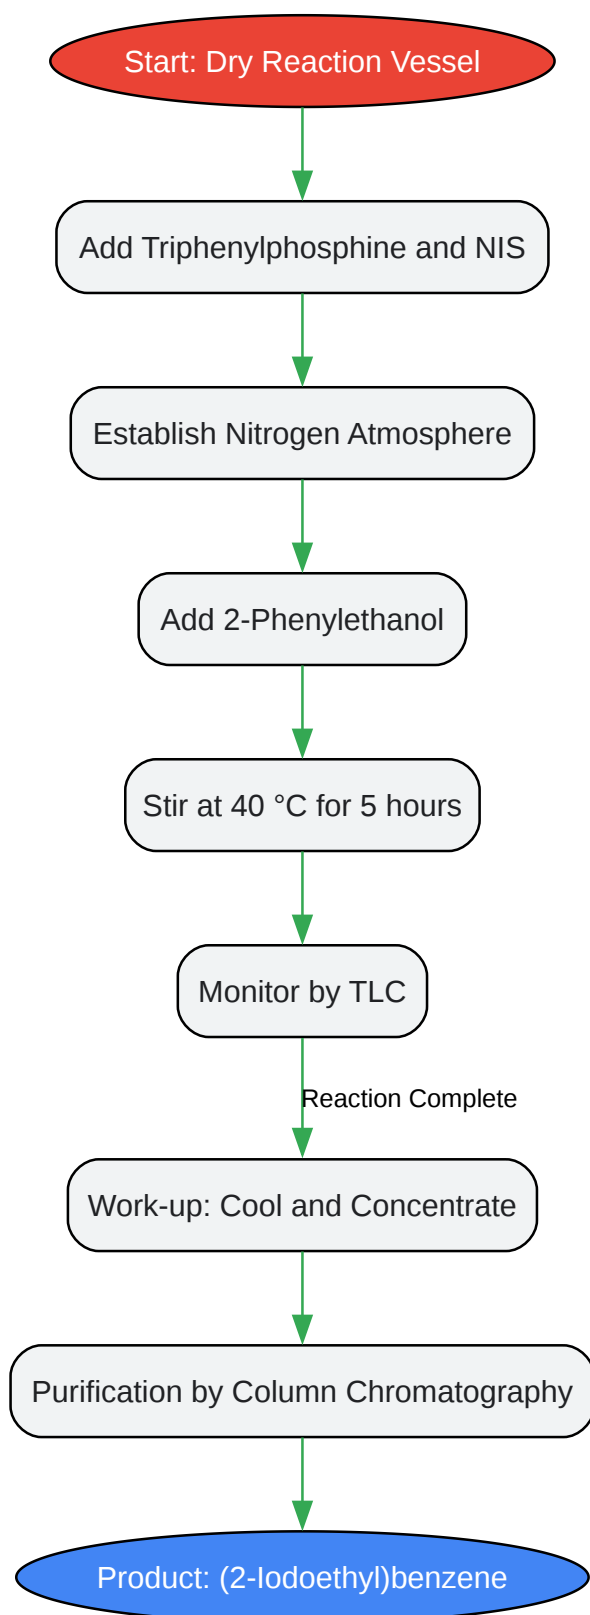 Start: Dry Reaction Vessel
Add Triphenylphosphine and NIS
Establish Nitrogen Atmosphere
Add 2-Phenylethanol
Stir at 40 °C for 5 hours
Monitor by TLC
Reaction Complete
Work-up: Cool and Concentrate
Purification by Column Chromatography
Product: (2-Iodoethyl)benzene